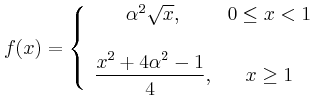 f(x) = { α²√x, 0 ≤ x < 1
(x² + 4α² − 1)/4, x ≥ 1